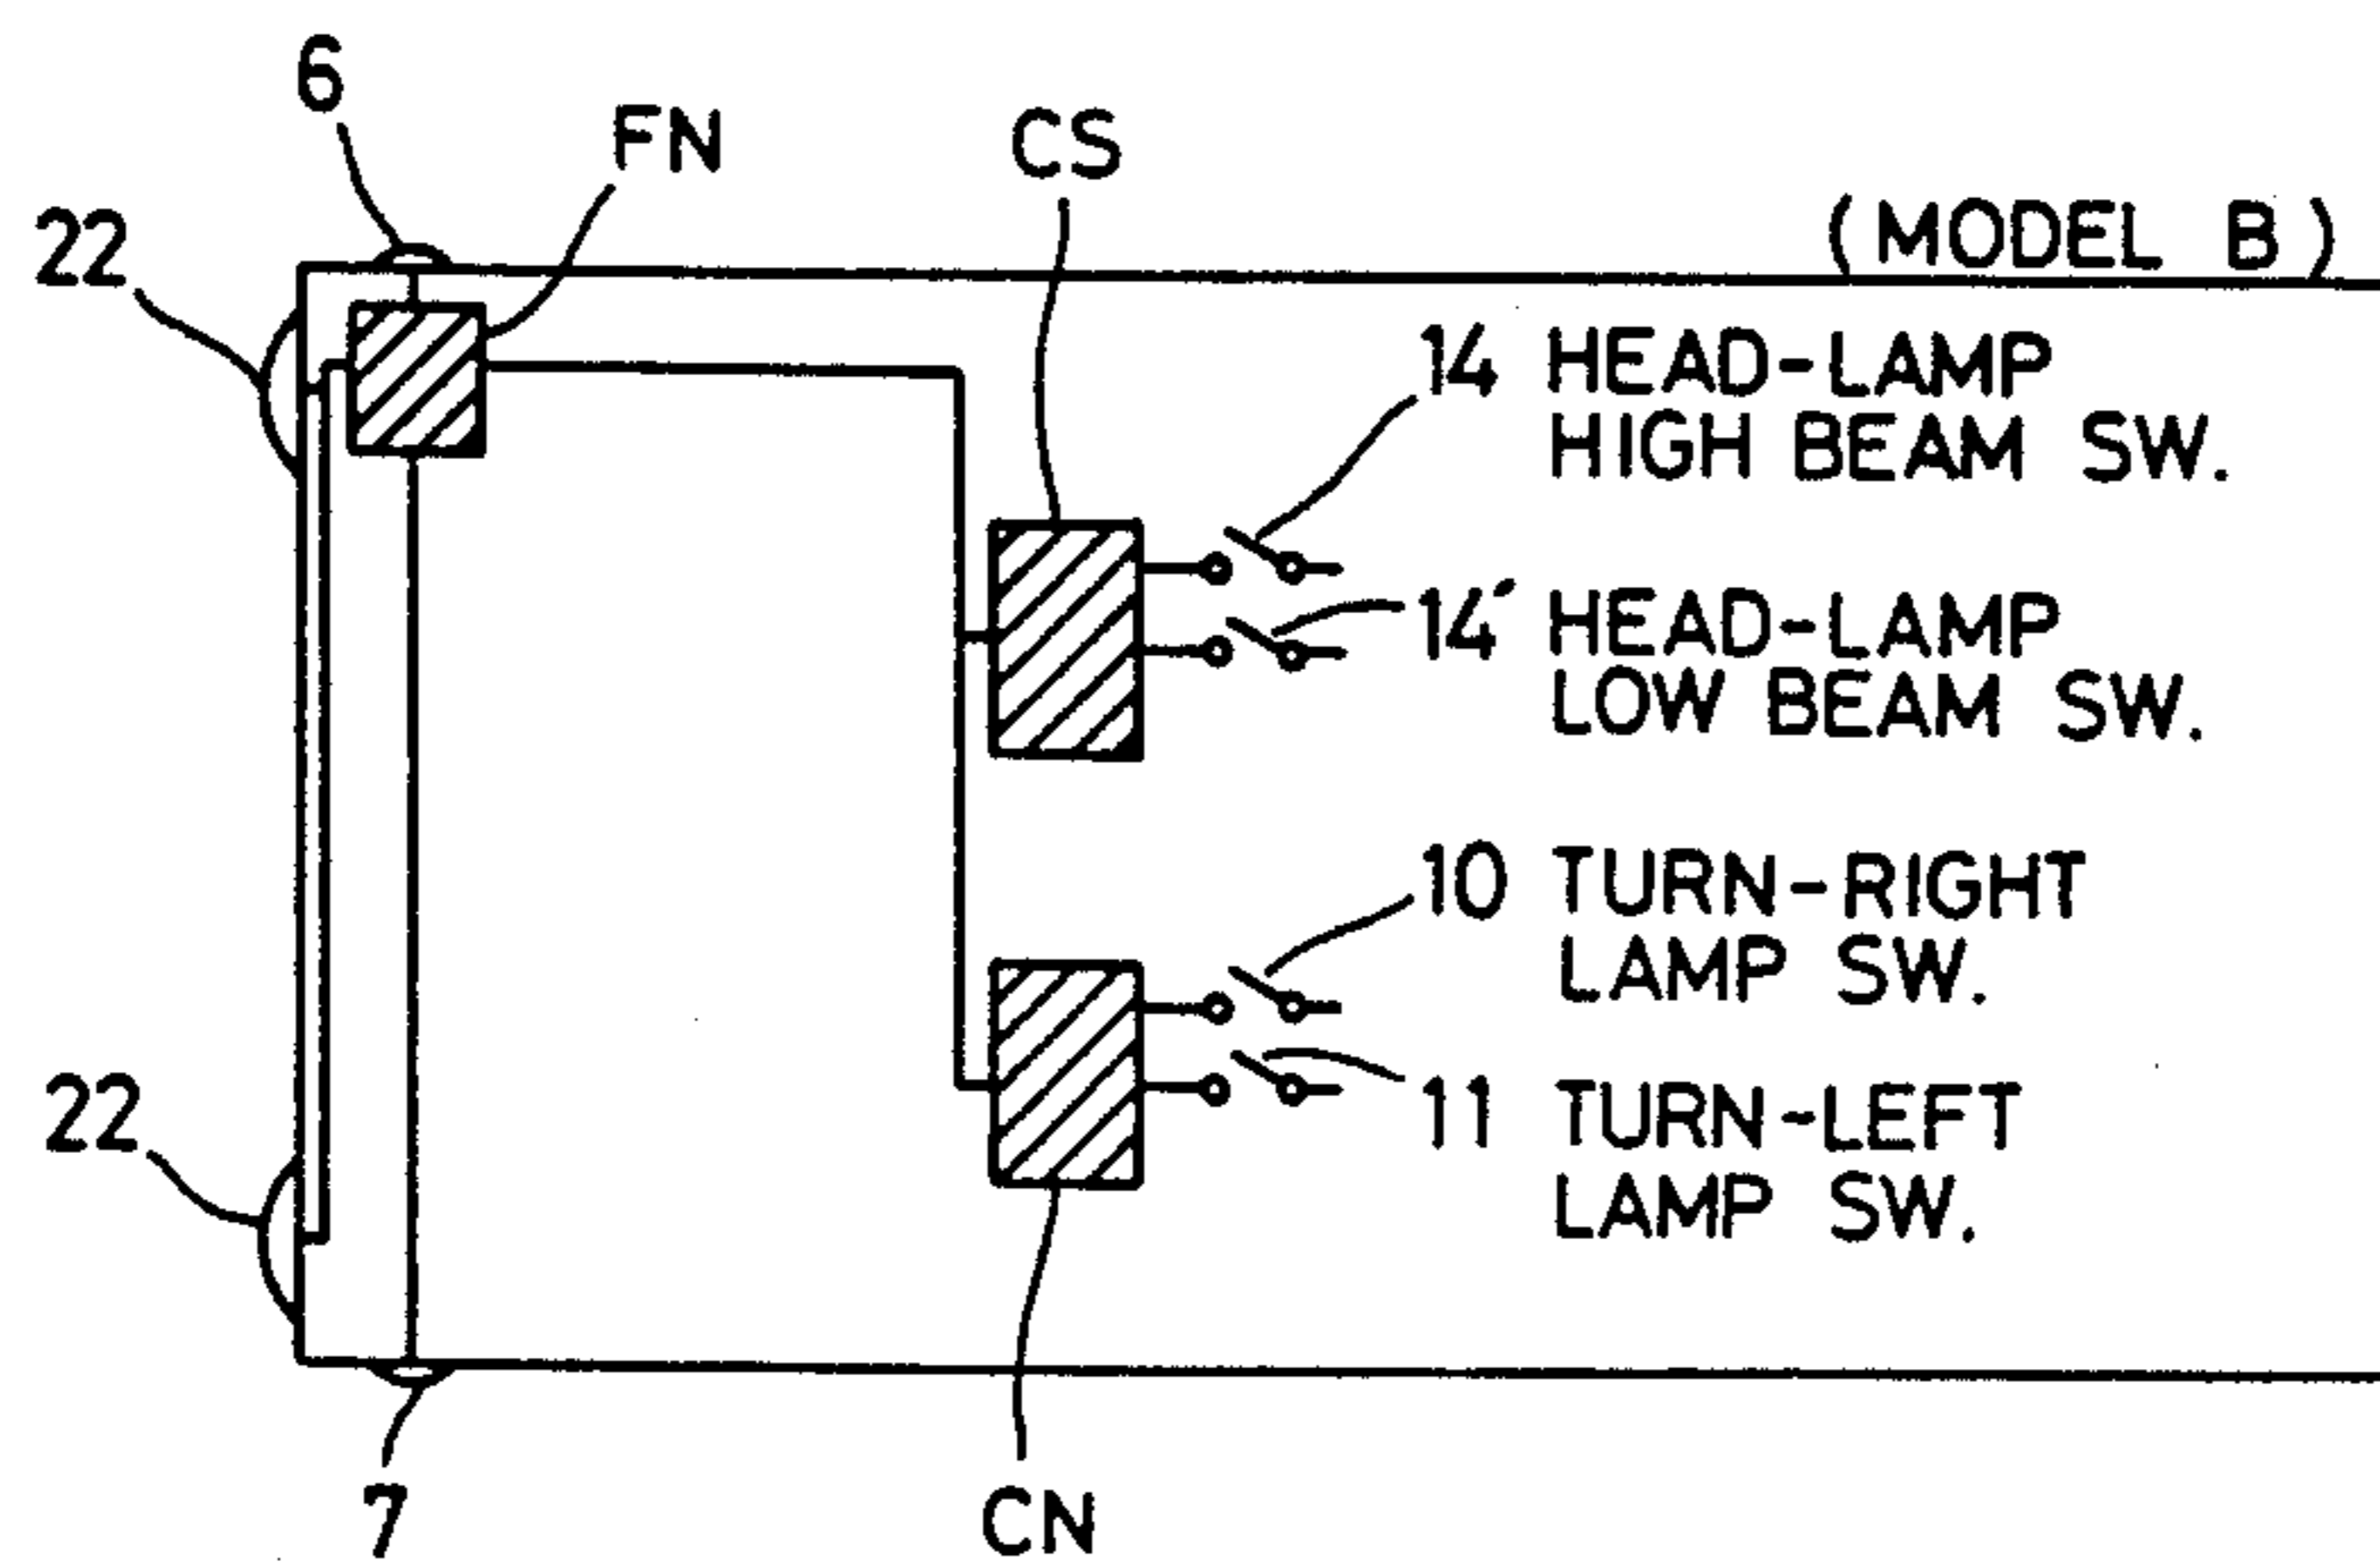 6
FN
CS
22
(MODEL B)
14 HEAD-LAMP
HIGH BEAM SW.
14' HEAD-LAMP
LOW BEAM SW.
10 TURN-RIGHT
LAMP SW.
22
11 TURN-LEFT
LAMP SW.
7
CN